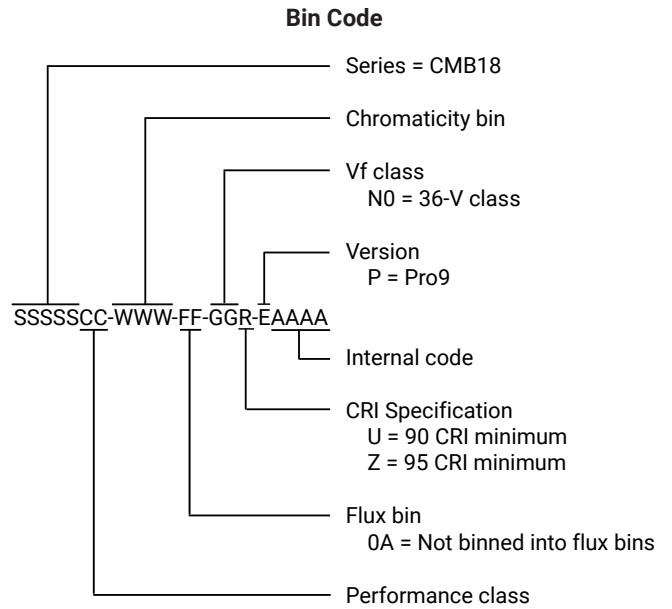 Bin Code
Series = CMB18
Chromaticity bin
Vf class
N0 = 36-V class
Version
P = Pro9
SSSSSCC-WWW-FF-GGR-EAAAA
Internal code
CRI Specification
U = 90 CRI minimum
Z = 95 CRI minimum
Flux bin
0A = Not binned into flux bins
Performance class